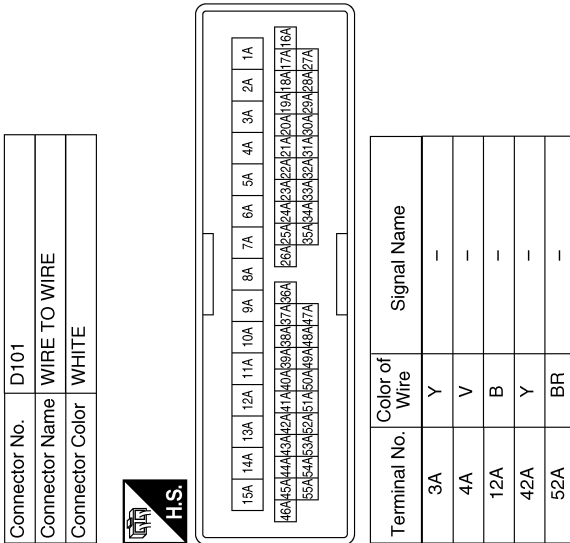 Connector No. D101
Connector Name WIRE TO WIRE
Connector Color WHITE
H.S.
15A 14A 13A 12A 11A 10A 9A 8A 7A 6A 5A 4A 3A 2A 1A
46A 45A 44A 43A 42A 41A 40A 39A 38A 37A 36A 26A 25A 24A 23A 22A 21A 20A 19A 18A 17A 16A
55A 54A 53A 52A 51A 50A 49A 48A 47A 35A 34A 33A 32A 31A 30A 29A 28A 27A
Terminal No. Color of Wire Signal Name
3A Y –
4A V –
12A B –
42A Y –
52A BR –